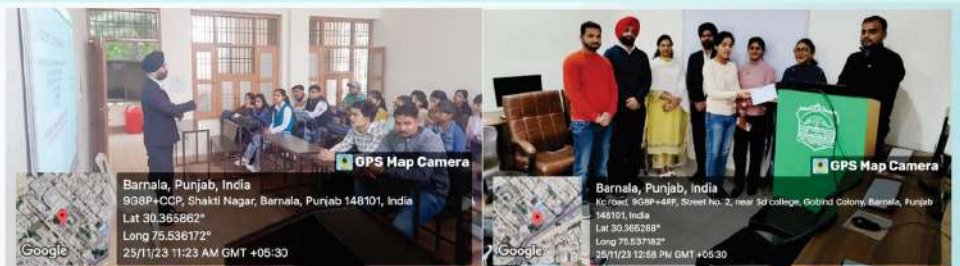 GPS Map Camera
Barnala, Punjab, India
9G8P+CCP, Shakti Nagar, Barnala, Punjab 148101, India
Lat 30.365862°
Long 75.536172°
25/11/23 11:23 AM GMT +05:30
Google
GPS Map Camera
Barnala, Punjab, India
Kc road, 9G8P+4RF, Street No. 2, near Sd college, Gobind Colony, Barnala, Punjab
148101, India
Lat 30.365288°
Long 75.537182°
25/11/23 12:58 PM GMT +05:30
Google